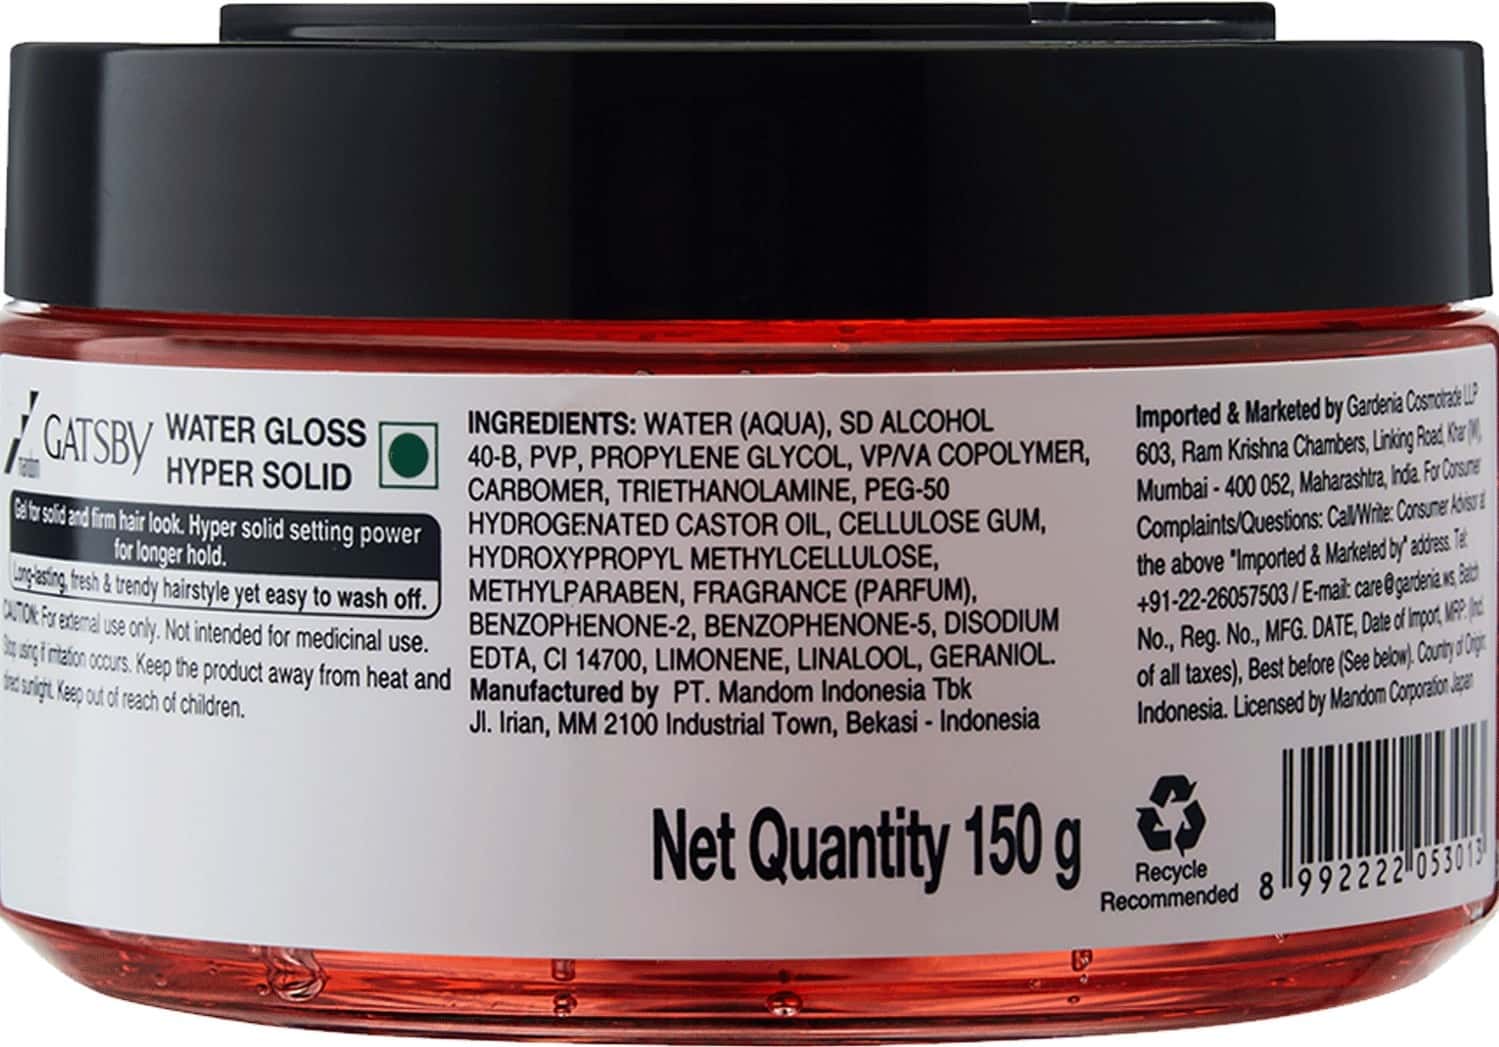 mandom
GATSBY
WATER GLOSS
HYPER SOLID
Gel for solid and firm hair look. Hyper solid setting power
for longer hold.
Long-lasting, fresh & trendy hairstyle yet easy to wash off.
CAUTION: For external use only. Not intended for medicinal use.
Stop using if irritation occurs. Keep the product away from heat and
direct sunlight. Keep out of reach of children.
INGREDIENTS: WATER (AQUA), SD ALCOHOL
40-B, PVP, PROPYLENE GLYCOL, VP/VA COPOLYMER,
CARBOMER, TRIETHANOLAMINE, PEG-50
HYDROGENATED CASTOR OIL, CELLULOSE GUM,
HYDROXYPROPYL METHYLCELLULOSE,
METHYLPARABEN, FRAGRANCE (PARFUM),
BENZOPHENONE-2, BENZOPHENONE-5, DISODIUM
EDTA, CI 14700, LIMONENE, LINALOOL, GERANIOL.
Manufactured by PT. Mandom Indonesia Tbk
Jl. Irian, MM 2100 Industrial Town, Bekasi - Indonesia
Net Quantity 150 g
Imported & Marketed by Gardenia Cosmotrade LLP
603, Ram Krishna Chambers, Linking Road, Khar (W),
Mumbai - 400 052, Maharashtra, India. For Consumer
Complaints/Questions: Call/Write: Consumer Advisor at
the above "Imported & Marketed by" address. Tel:
+91-22-26057503 / E-mail: care@gardenia.ws, Batch
No., Reg. No., MFG. DATE, Date of Import, MRP: (Incl.
of all taxes), Best before (See below). Country of Origin:
Indonesia. Licensed by Mandom Corporation Japan
Recycle
Recommended
8 992222 053013